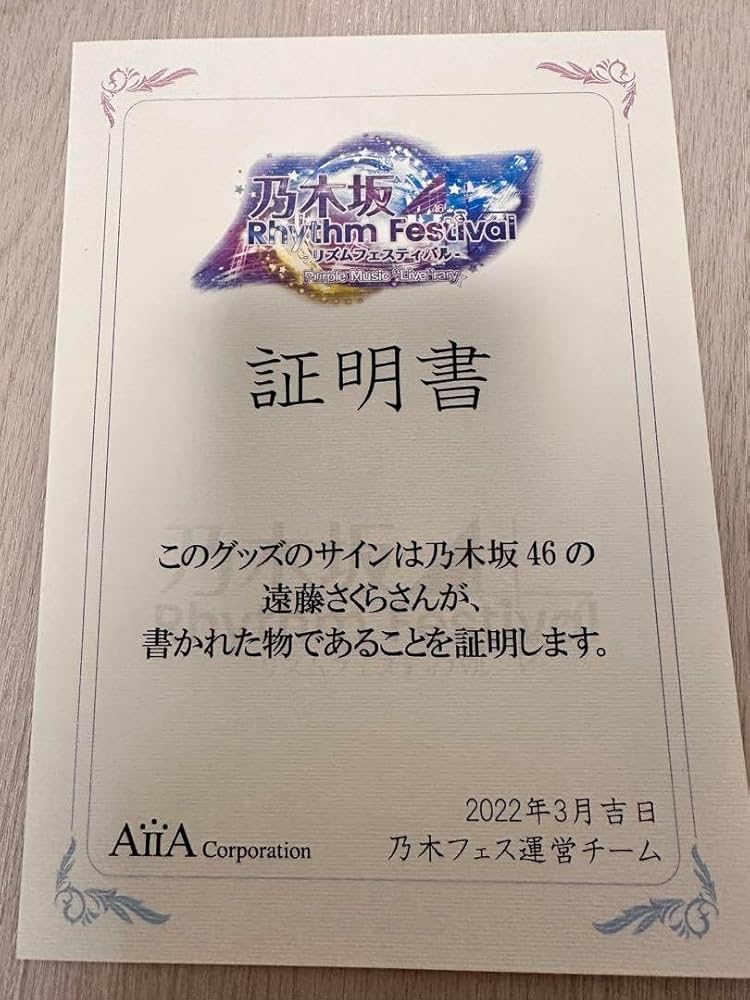 乃木坂46
Rhythm Festival
-リズムフェスティバル-
Purple Music "Live"rary
証明書
このグッズのサインは乃木坂46の
遠藤さくらさんが、
書かれた物であることを証明します。
2022年3月吉日
AiiA Corporation
乃木フェス運営チーム